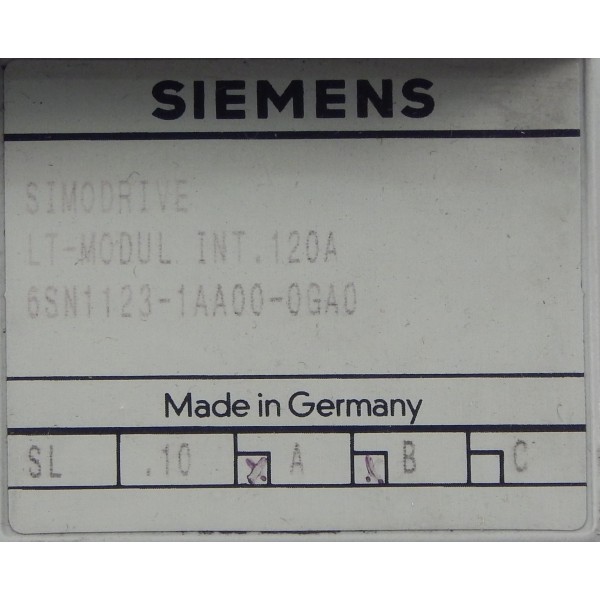 SIEMENS
SIMODRIVE
LT-MODUL INT.120A
6SN1123-1AA00-0GA0
Made in Germany
SL .10 A B C